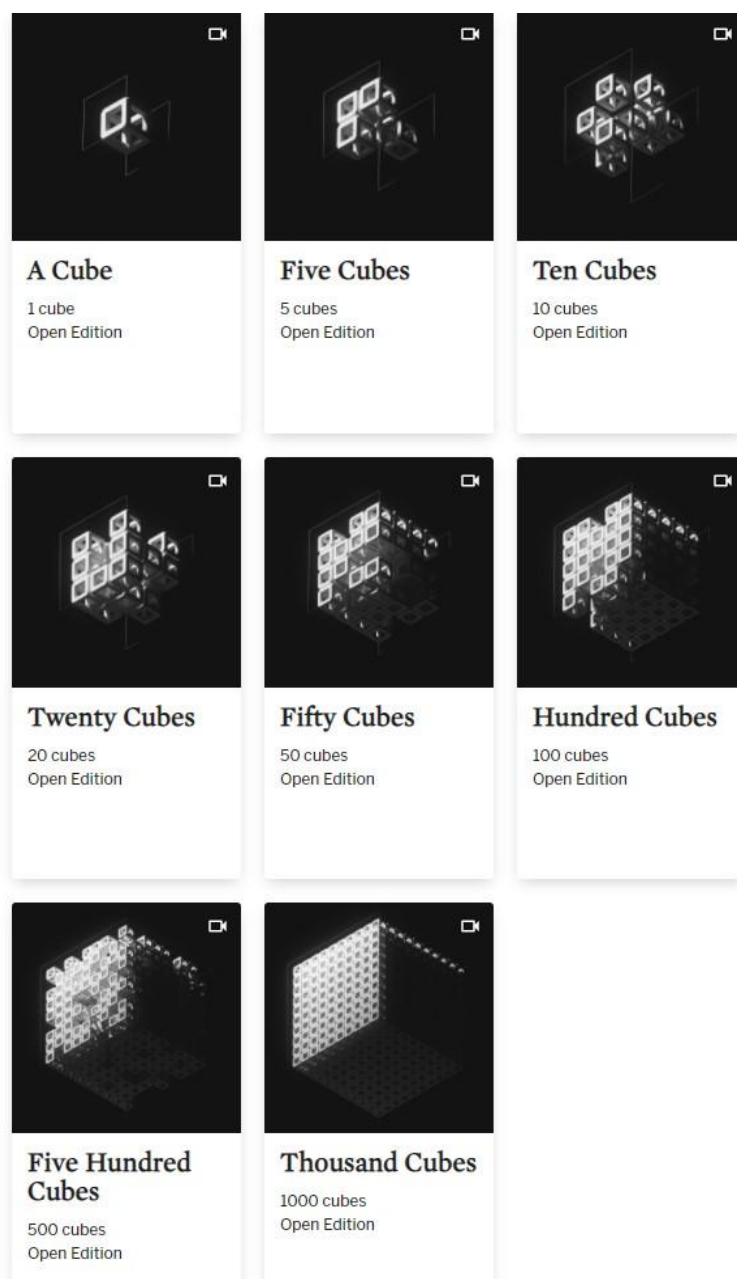 A Cube
1 cube
Open Edition
Five Cubes
5 cubes
Open Edition
Ten Cubes
10 cubes
Open Edition
Twenty Cubes
20 cubes
Open Edition
Fifty Cubes
50 cubes
Open Edition
Hundred Cubes
100 cubes
Open Edition
Five Hundred
Cubes
500 cubes
Open Edition
Thousand Cubes
1000 cubes
Open Edition